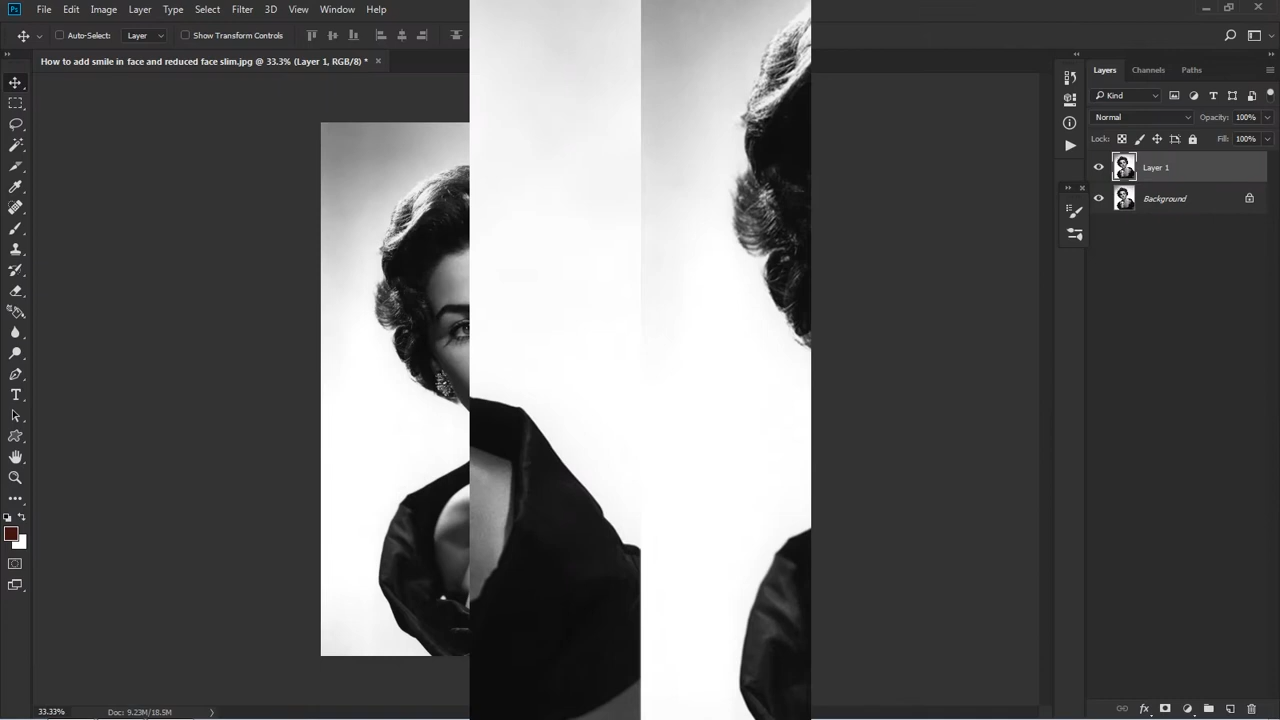 Ps File Edit Image Layer Type Select Filter 3D View Window Help
Auto-Select: Layer Show Transform Controls
How to add smile in face and reduced face slim.jpg @ 33.3% (Layer 1, RGB/8) *
Layers Channels Paths
Kind
Normal Opacity: 100%
Lock: Fill: 100%
Layer 1
Background
33.33% Doc: 9.23M/18.5M